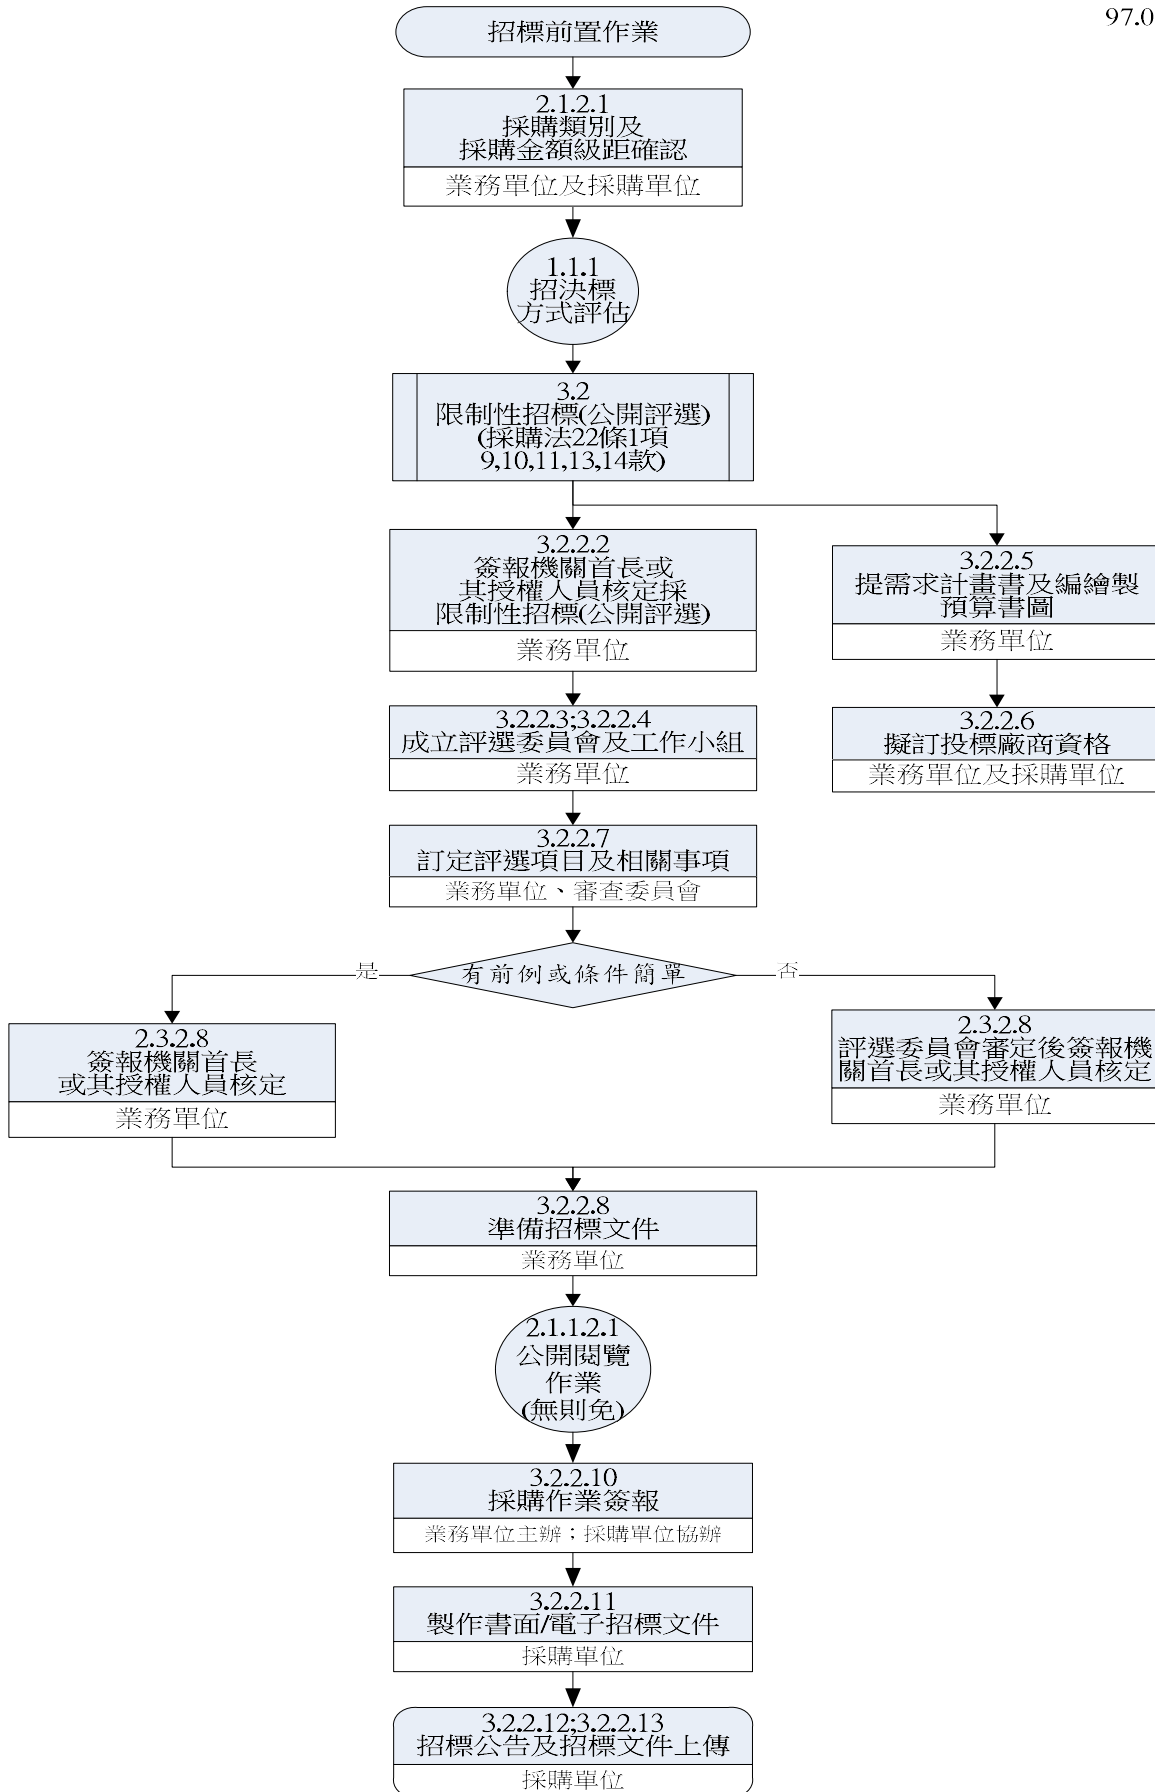 97.0
招標前置作業
2.1.2.1
採購類別及
採購金額級距確認
業務單位及採購單位
1.1.1
招決標
方式評估
3.2
限制性招標(公開評選)
(採購法22條1項
9,10,11,13,14款)
3.2.2.2
簽報機關首長或
其授權人員核定採
限制性招標(公開評選)
業務單位
3.2.2.5
提需求計畫書及編繪製
預算書圖
業務單位
3.2.2.3;3.2.2.4
成立評選委員會及工作小組
業務單位
3.2.2.6
擬訂投標廠商資格
業務單位及採購單位
3.2.2.7
訂定評選項目及相關事項
業務單位、審查委員會
有前例或條件簡單
是
否
2.3.2.8
簽報機關首長
或其授權人員核定
業務單位
2.3.2.8
評選委員會審定後簽報機
關首長或其授權人員核定
業務單位
3.2.2.8
準備招標文件
業務單位
2.1.1.2.1
公開閱覽
作業
(無則免)
3.2.2.10
採購作業簽報
業務單位主辦；採購單位協辦
3.2.2.11
製作書面/電子招標文件
採購單位
3.2.2.12;3.2.2.13
招標公告及招標文件上傳
採購單位